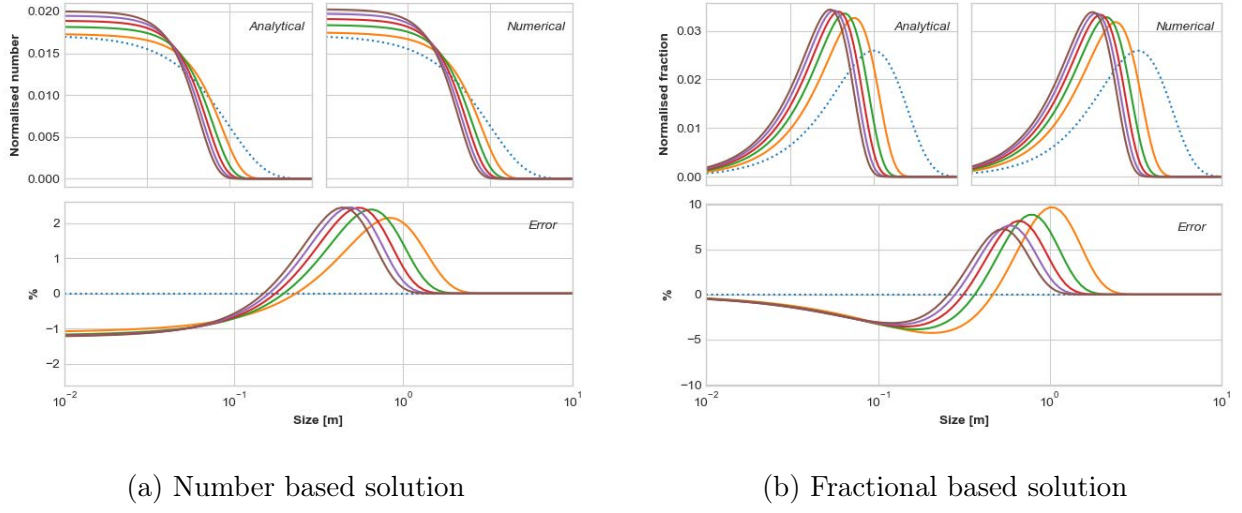 0.020
0.015
0.010
0.005
0.000
Normalised number
Analytical
Numerical
2
1
0
−1
−2
%
Error
10⁻²
10⁻¹
10⁰
10¹
Size [m]
0.03
0.02
0.01
0.00
Normalised fraction
Analytical
Numerical
10
5
0
−5
−10
%
Error
10⁻²
10⁻¹
10⁰
10¹
Size [m]
(a) Number based solution
(b) Fractional based solution